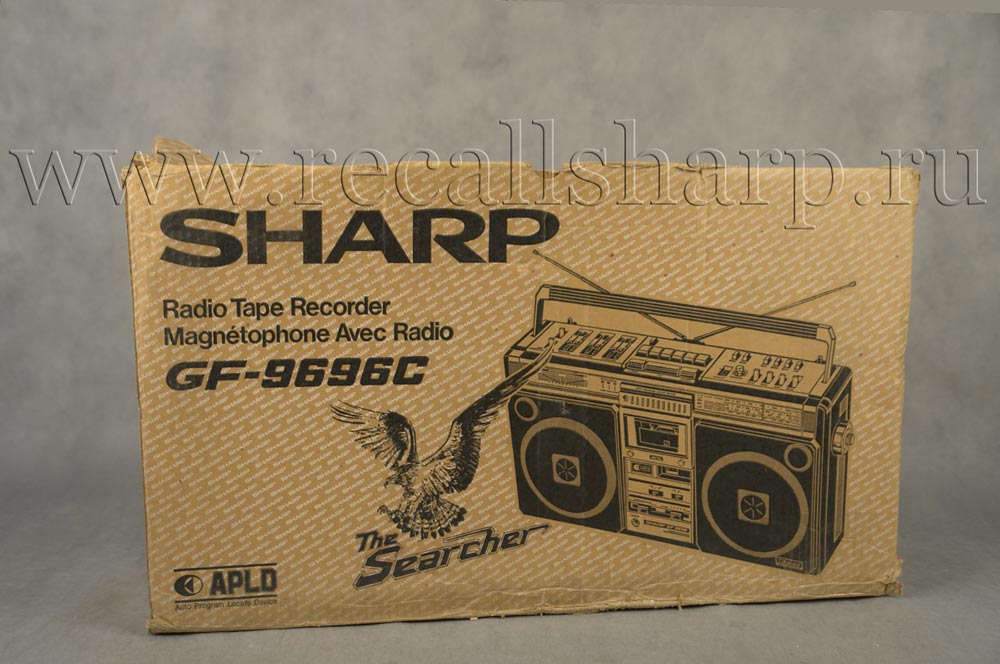 www.recallsharp.ru
SHARP
Radio Tape Recorder
Magnétophone Avec Radio
GF-9696C
The
Searcher
APLD
Auto Program Locate Device